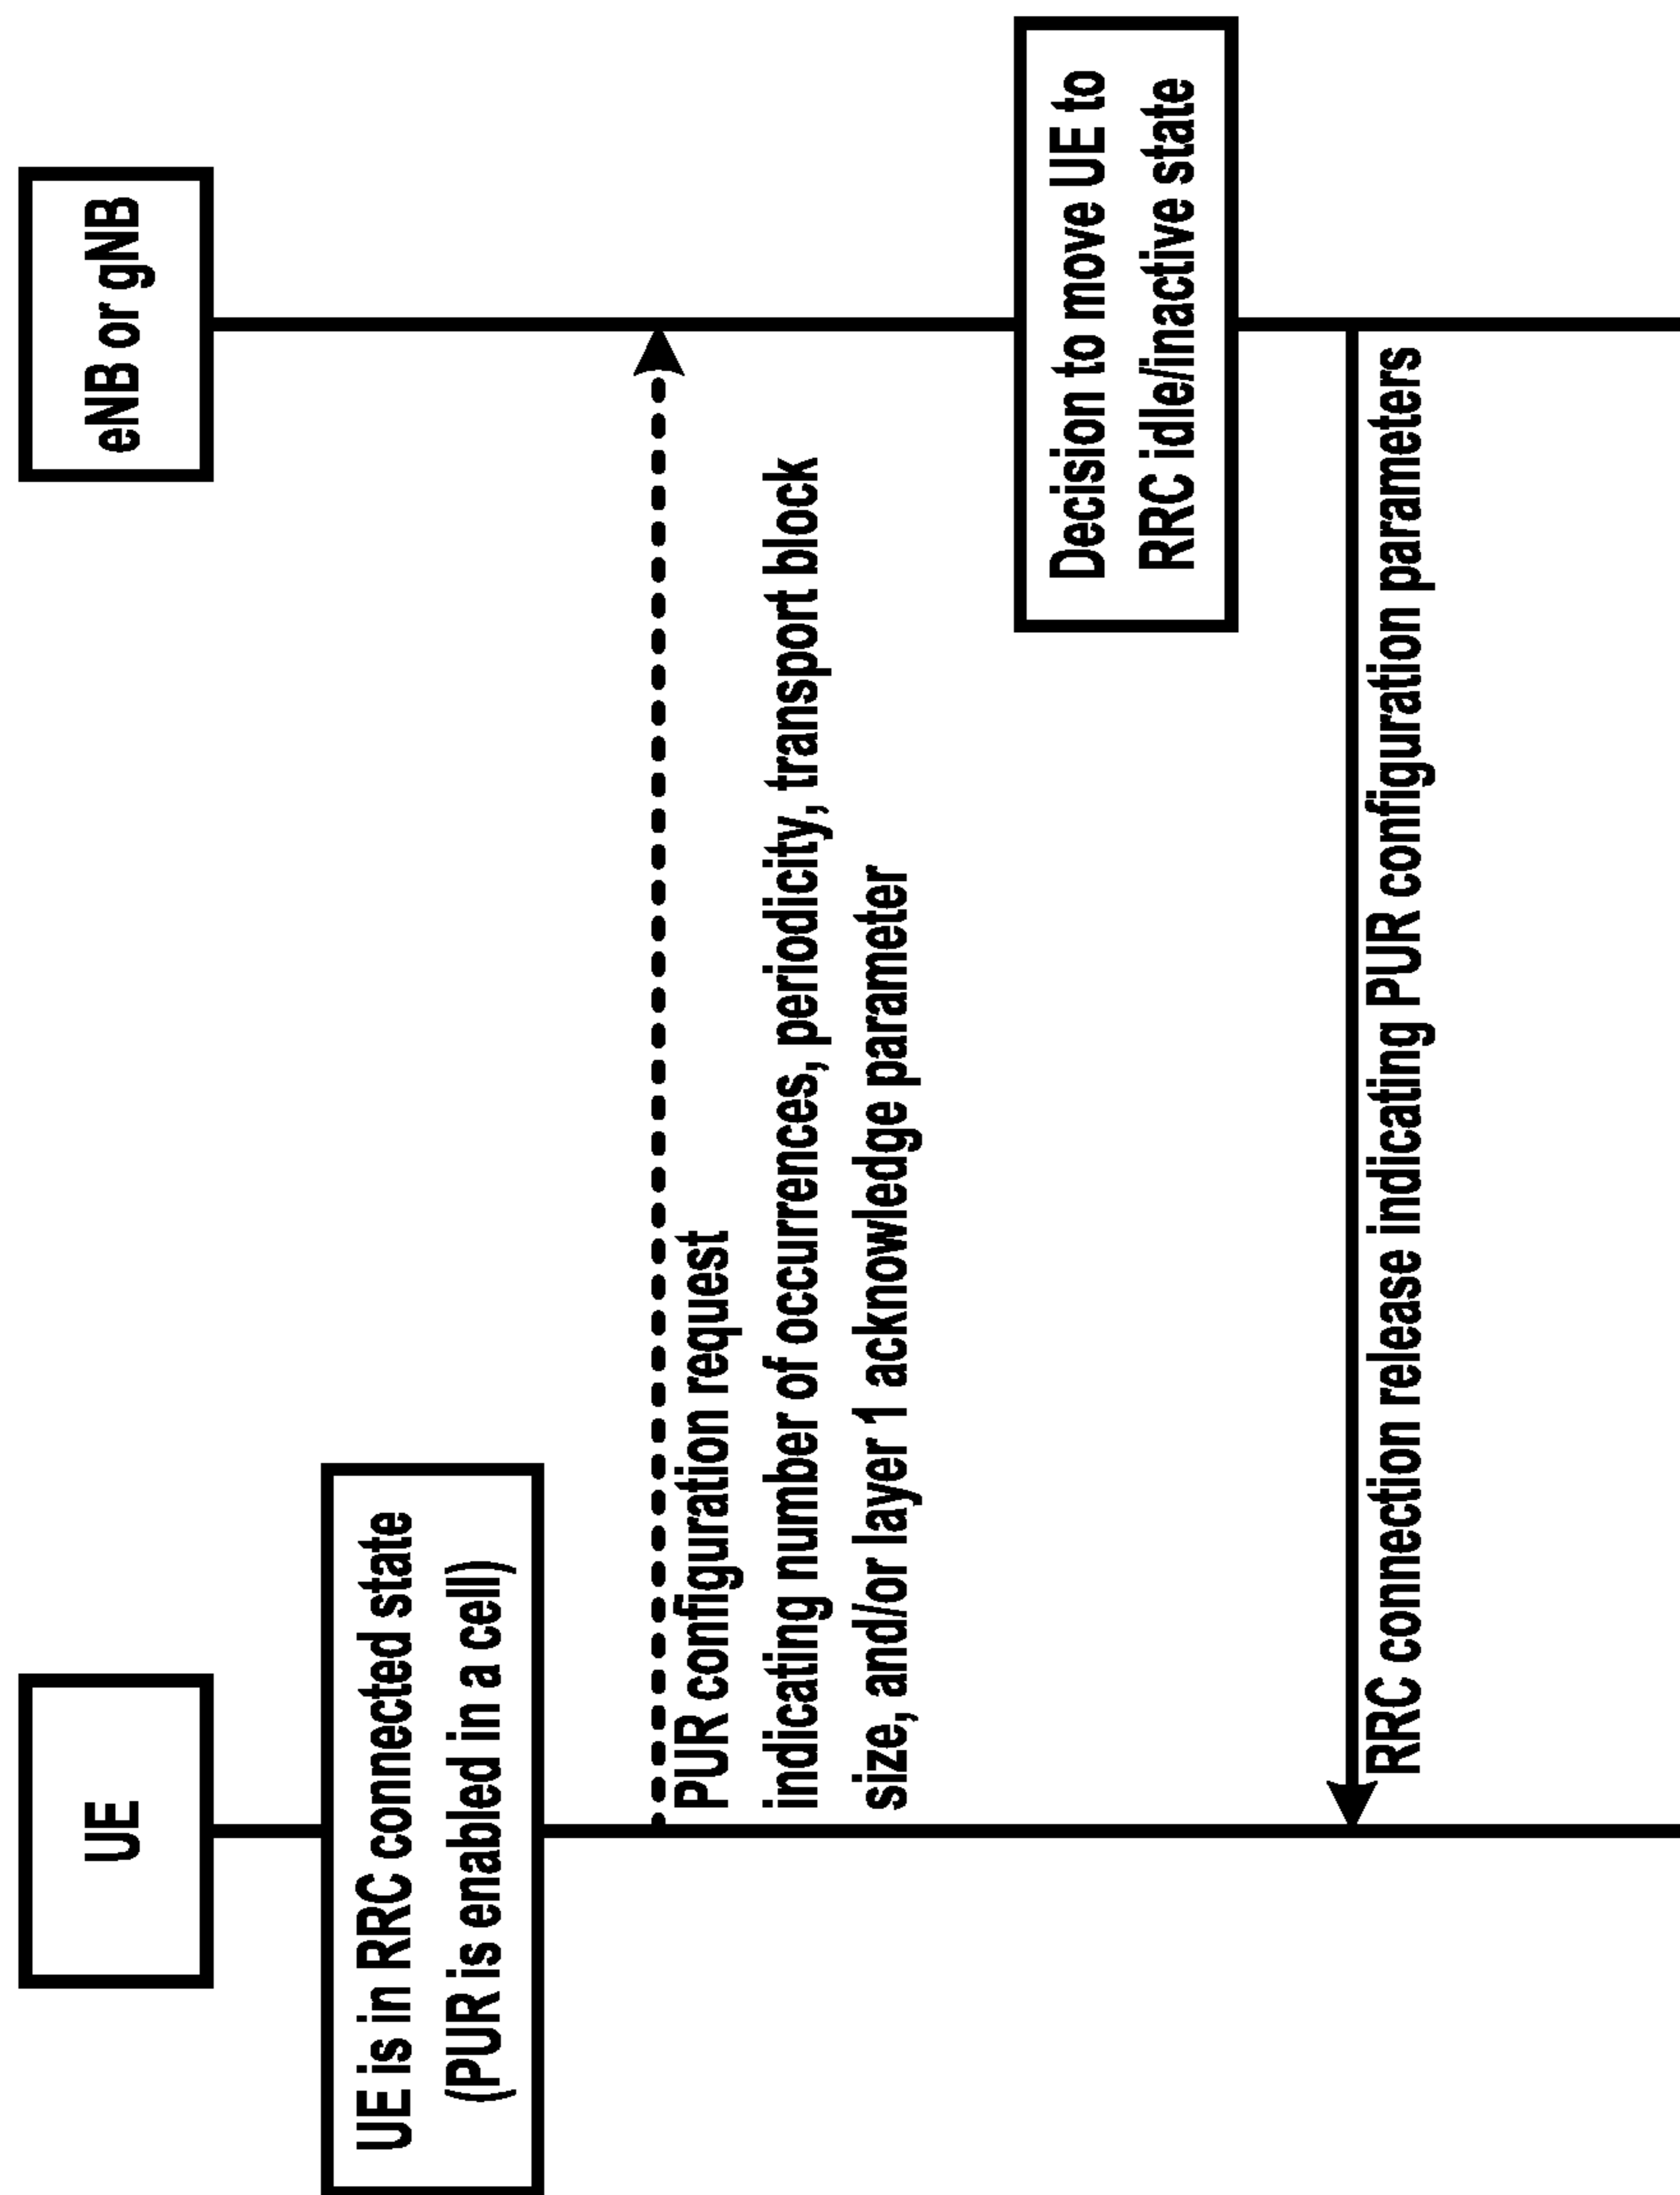 UE
eNB or gNB
UE is in RRC connected state
(PUR is enabled in a cell)
PUR configuration request
indicating number of occurrences, periodicity, transport block
size, and/or layer 1 acknowledge parameter
Decision to move UE to
RRC idle/inactive state
RRC connection release indicating PUR configuration parameters